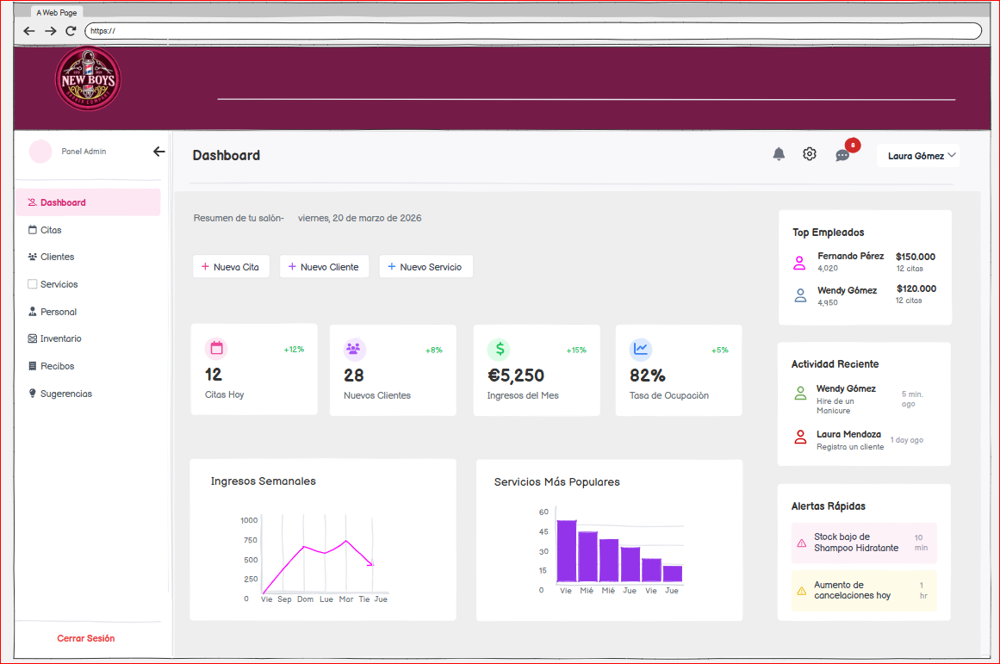 A Web Page
https://
NEW BOYS
BARBER COMPANY
Panel Admin
Dashboard
8
Laura Gómez
Dashboard
Citas
Clientes
Servicios
Personal
Inventario
Recibos
Sugerencias
Cerrar Sesión
Resumen de tu salón- viernes, 20 de marzo de 2026
+ Nueva Cita + Nuevo Cliente + Nuevo Servicio
+12%
12
Citas Hoy
+8%
28
Nuevos Clientes
$
+15%
€5,250
Ingresos del Mes
+5%
82%
Tasa de Ocupación
Ingresos Semanales
1000
750
500
250
0
Vie Sep Dom Lue Mar Tie Jue
Servicios Más Populares
60
45
30
15
0
Vie Mié Mié Jue Vie Jue
Top Empleados
Fernando Pérez $150.000
4,020 12 citas
Wendy Gómez $120.000
4,950 12 citas
Actividad Reciente
Wendy Gómez
Hire de un
Manicure
5 min.
ago
Laura Mendoza
Registra un cliente
1 day ago
Alertas Rápidas
Stock bajo de
Shampoo Hidratante
10
min
Aumento de
cancelaciones hoy
1
hr